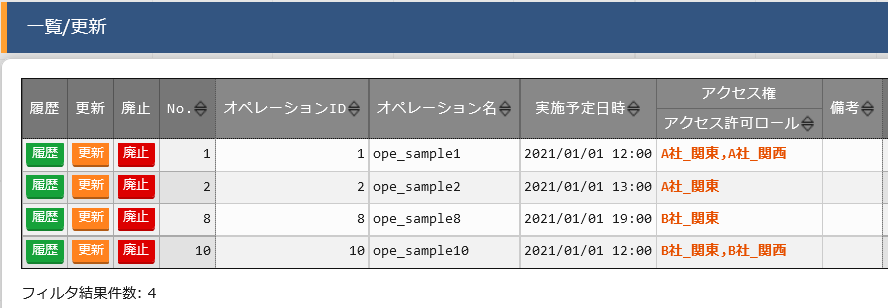 一覧/更新
履歴 更新 廃止 No. オペレーションID オペレーション名 実施予定日時 アクセス権 備考
アクセス許可ロール
履歴 更新 廃止 1 1 ope_sample1 2021/01/01 12:00 A社_関東,A社_関西
履歴 更新 廃止 2 2 ope_sample2 2021/01/01 13:00 A社_関東
履歴 更新 廃止 8 8 ope_sample8 2021/01/01 19:00 B社_関東
履歴 更新 廃止 10 10 ope_sample10 2021/01/01 12:00 B社_関東,B社_関西
フィルタ結果件数: 4